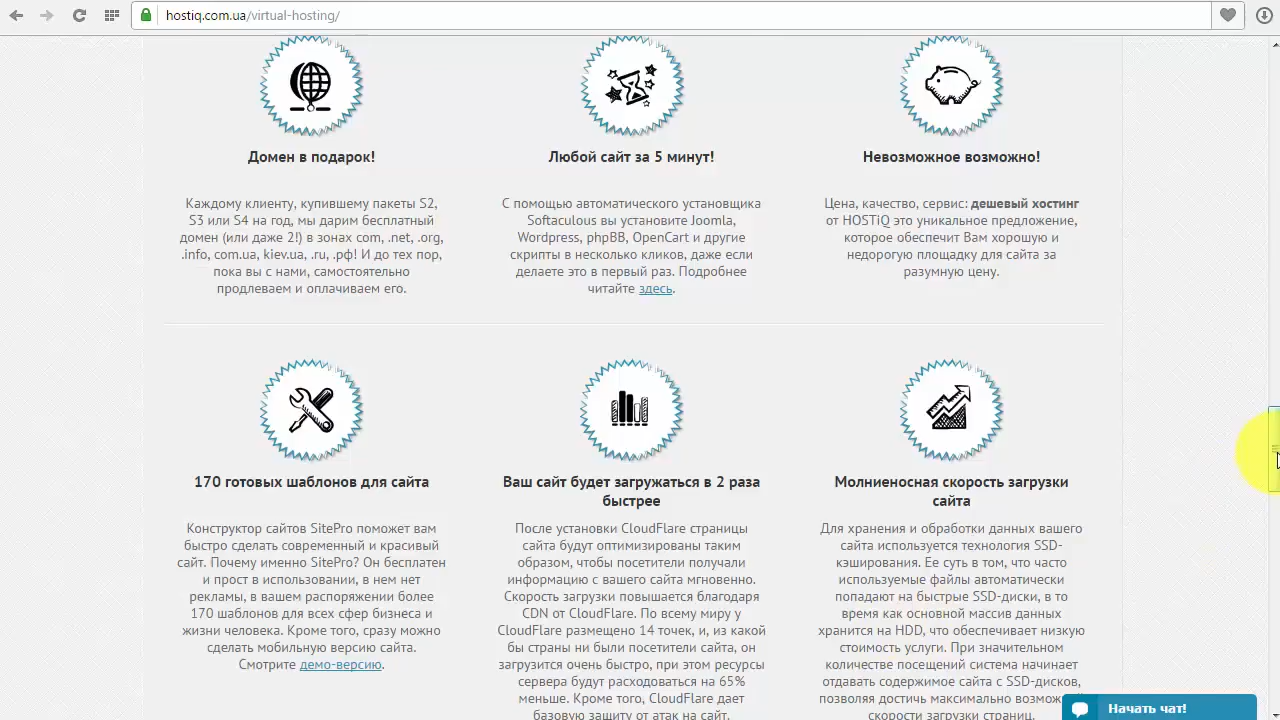 hostiq.com.ua/virtual-hosting/
Домен в подарок!
Каждому клиенту, купившему пакеты S2,
S3 или S4 на год, мы дарим бесплатный
домен (или даже 2!) в зонах com, .net, .org,
.info, com.ua, kiev.ua, .ru, .рф! И до тех пор,
пока вы с нами, самостоятельно
продлеваем и оплачиваем его.
Любой сайт за 5 минут!
С помощью автоматического установщика
Softaculous вы установите Joomla,
Wordpress, phpBB, OpenCart и другие
скрипты в несколько кликов, даже если
делаете это в первый раз. Подробнее
читайте здесь.
Невозможное возможно!
Цена, качество, сервис: дешевый хостинг
от HOSTiQ это уникальное предложение,
которое обеспечит Вам хорошую и
недорогую площадку для сайта за
разумную цену.
170 готовых шаблонов для сайта
Конструктор сайтов SitePro поможет вам
быстро сделать современный и красивый
сайт. Почему именно SitePro? Он бесплатен
и прост в использовании, в нем нет
рекламы, в вашем распоряжении более
170 шаблонов для всех сфер бизнеса и
жизни человека. Кроме того, сразу можно
сделать мобильную версию сайта.
Смотрите демо-версию.
Ваш сайт будет загружаться в 2 раза
быстрее
После установки CloudFlare страницы
сайта будут оптимизированы таким
образом, чтобы посетители получали
информацию с вашего сайта мгновенно.
Скорость загрузки повышается благодаря
CDN от CloudFlare. По всему миру у
CloudFlare размещено 14 точек, и, из какой
бы страны ни были посетители сайта, он
загрузится очень быстро, при этом ресурсы
сервера будут расходоваться на 65%
меньше. Кроме того, CloudFlare дает
базовую защиту от атак на сайт.
Молниеносная скорость загрузки
сайта
Для хранения и обработки данных вашего
сайта используется технология SSD-
кэширования. Ее суть в том, что часто
используемые файлы автоматически
попадают на быстрые SSD-диски, в то
время как основной массив данных
хранится на HDD, что обеспечивает низкую
стоимость услуги. При значительном
количестве посещений система начинает
отдавать содержимое сайта с SSD-дисков,
позволяя достичь максимально
скорости загрузки страниц.
Начать чат!